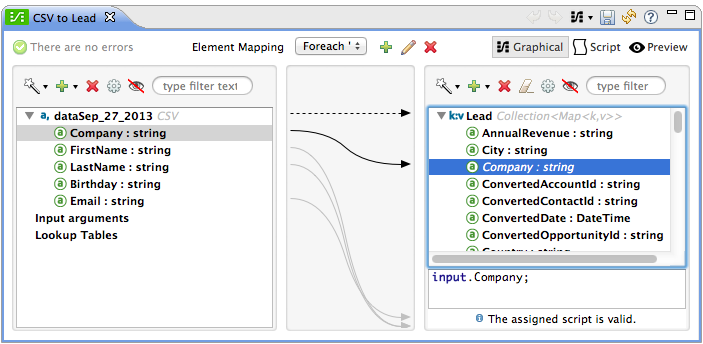 CSV to Lead
There are no errors
Element Mapping
Foreach '
Graphical
Script
Preview
type filter text
dataSep_27_2013 CSV
Company : string
FirstName : string
LastName : string
Birthday : string
Email : string
Input arguments
Lookup Tables
type filter
k:v Lead Collection<Map<k,v>>
AnnualRevenue : string
City : string
Company : string
ConvertedAccountId : string
ConvertedContactId : string
ConvertedDate : DateTime
ConvertedOpportunityId : string
Country : string
input.Company;
The assigned script is valid.